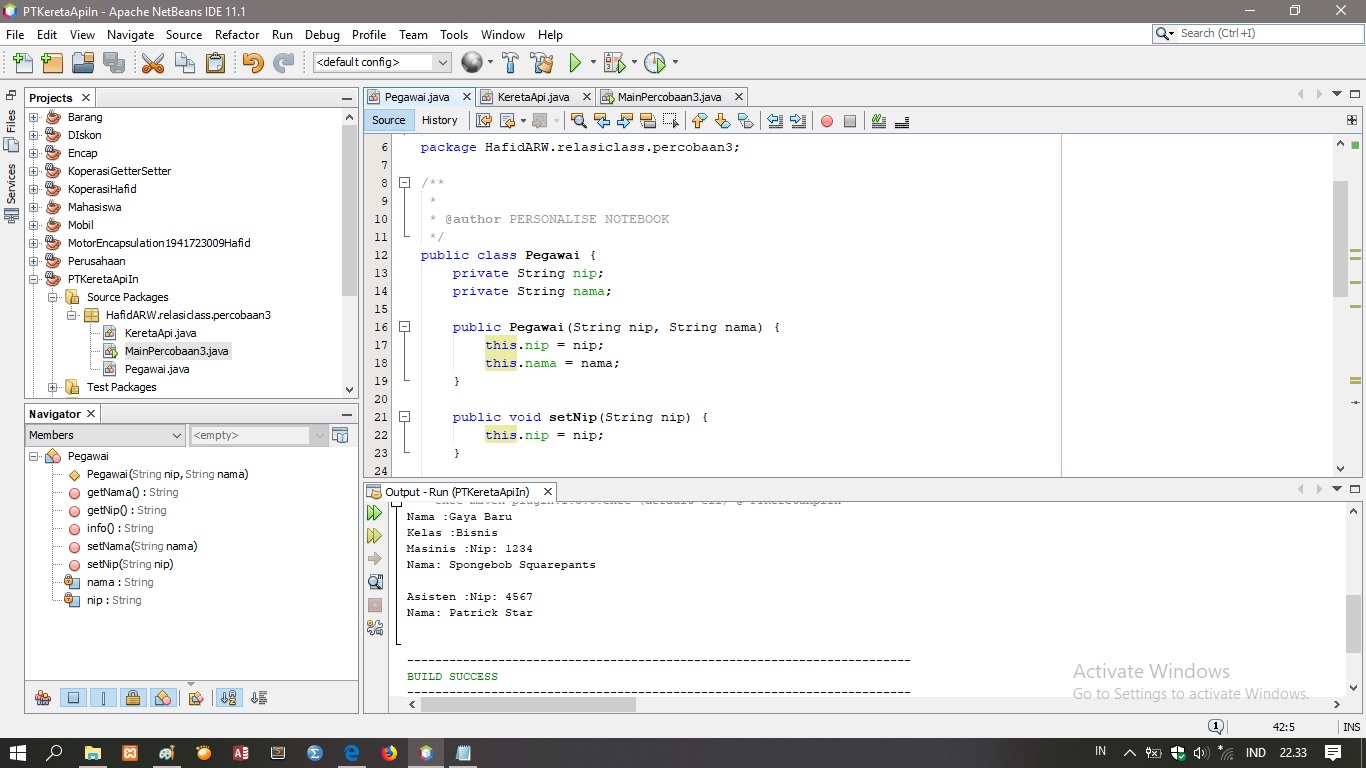 PTKeretaApiIn - Apache NetBeans IDE 11.1
File Edit View Navigate Source Refactor Run Debug Profile Team Tools Window Help
Search (Ctrl+I)
<default config>
Files
Services
Projects
Barang
DIskon
Encap
KoperasiGetterSetter
KoperasiHafid
Mahasiswa
Mobil
MotorEncapsulation1941723009Hafid
Perusahaan
PTKeretaApiIn
Source Packages
HafidARW.relasiclass.percobaan3
KeretaApi.java
MainPercobaan3.java
Pegawai.java
Test Packages
Navigator
Members
<empty>
Pegawai
Pegawai(String nip, String nama)
getNama() : String
getNip() : String
info() : String
setNama(String nama)
setNip(String nip)
nama : String
nip : String
Pegawai.java KeretaApi.java MainPercobaan3.java
Source History
6 package HafidARW.relasiclass.percobaan3;
7
8 /**
9 *
10 * @author PERSONALISE NOTEBOOK
11 */
12 public class Pegawai {
13 private String nip;
14 private String nama;
15
16 public Pegawai(String nip, String nama) {
17 this.nip = nip;
18 this.nama = nama;
19 }
20
21 public void setNip(String nip) {
22 this.nip = nip;
23 }
24
Output - Run (PTKeretaApiIn)
Nama :Gaya Baru
Kelas :Bisnis
Masinis :Nip: 1234
Nama: Spongebob Squarepants
Asisten :Nip: 4567
Nama: Patrick Star
------------------------------------------------------------------------
BUILD SUCCESS
------------------------------------------------------------------------
Activate Windows
Go to Settings to activate Windows.
1 42:5 INS
IN IND 22.33